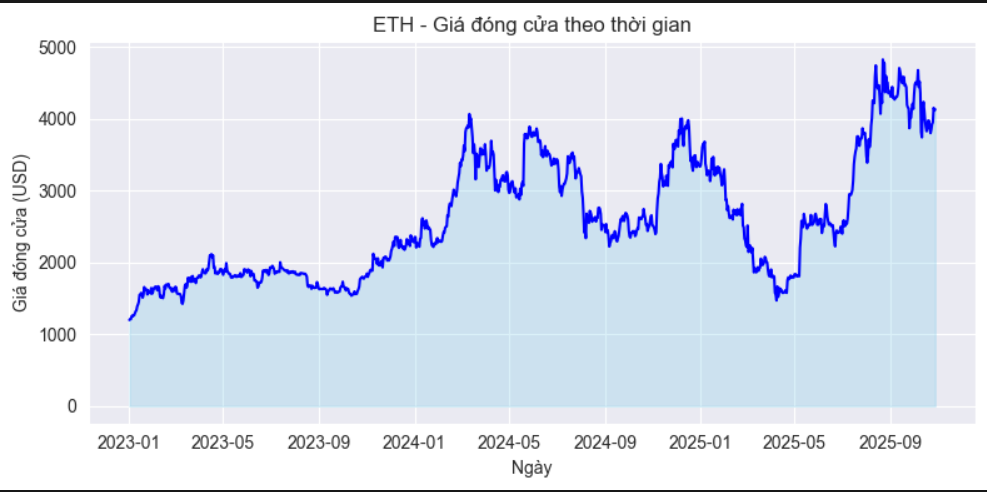 ETH - Giá đóng cửa theo thời gian
Giá đóng cửa (USD)
5000
4000
3000
2000
1000
0
2023-01 2023-05 2023-09 2024-01 2024-05 2024-09 2025-01 2025-05 2025-09
Ngày